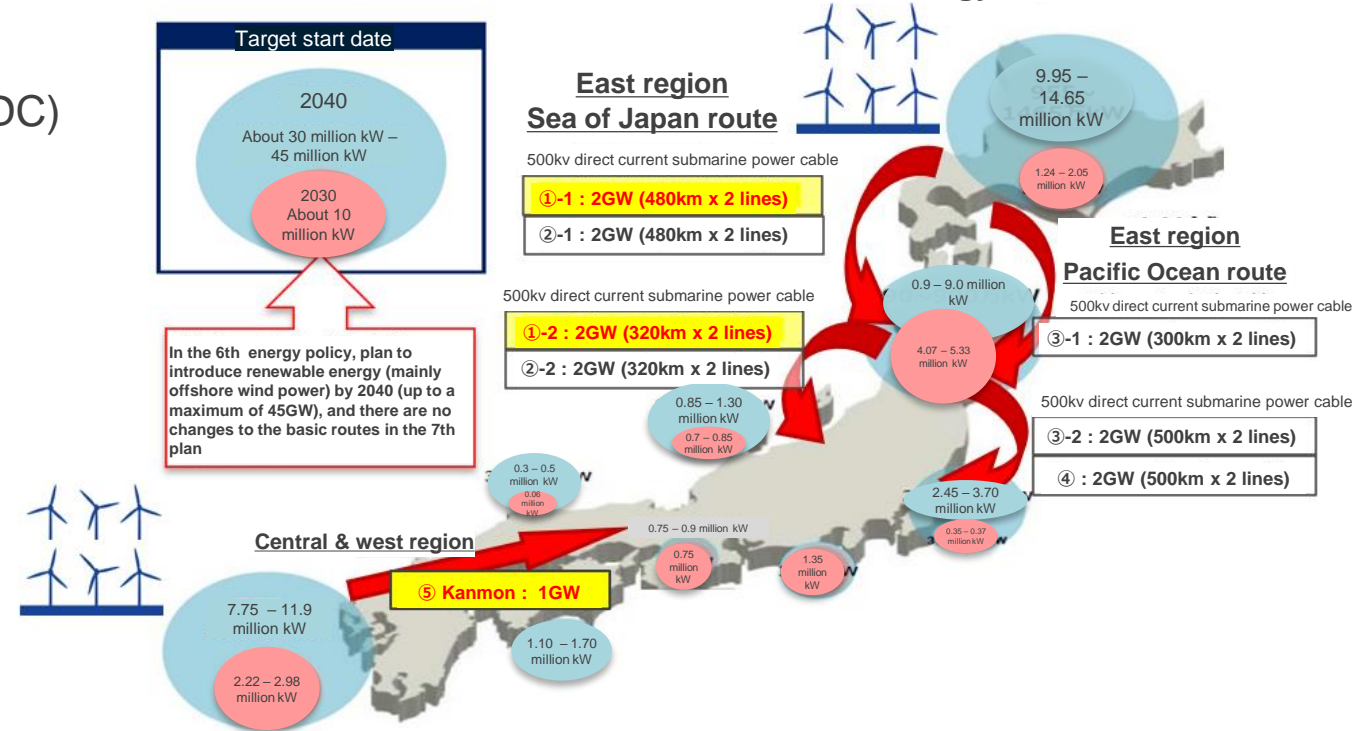 DC)
Target start date
2040
About 30 million kW –
45 million kW
2030
About 10
million kW
In the 6th energy policy, plan to
introduce renewable energy (mainly
offshore wind power) by 2040 (up to a
maximum of 45GW), and there are no
changes to the basic routes in the 7th
plan
East region
Sea of Japan route
500kv direct current submarine power cable
①-1 : 2GW (480km x 2 lines)
②-1 : 2GW (480km x 2 lines)
500kv direct current submarine power cable
①-2 : 2GW (320km x 2 lines)
②-2 : 2GW (320km x 2 lines)
9.95 –
14.65
million kW
1.24 – 2.05
million kW
East region
Pacific Ocean route
500kv direct current submarine power cable
③-1 : 2GW (300km x 2 lines)
500kv direct current submarine power cable
③-2 : 2GW (500km x 2 lines)
④ : 2GW (500km x 2 lines)
0.9 – 9.0 million
kW
4.07 – 5.33
million kW
0.85 – 1.30
million kW
0.7 – 0.85
million kW
0.3 – 0.5
million kW
0.06
million
kW
2.45 – 3.70
million kW
0.35 – 0.37
million kW
0.75 – 0.9 million kW
0.75
million
kW
1.35
million
kW
Central & west region
⑤ Kanmon : 1GW
7.75 – 11.9
million kW
2.22 – 2.98
million kW
1.10 – 1.70
million kW